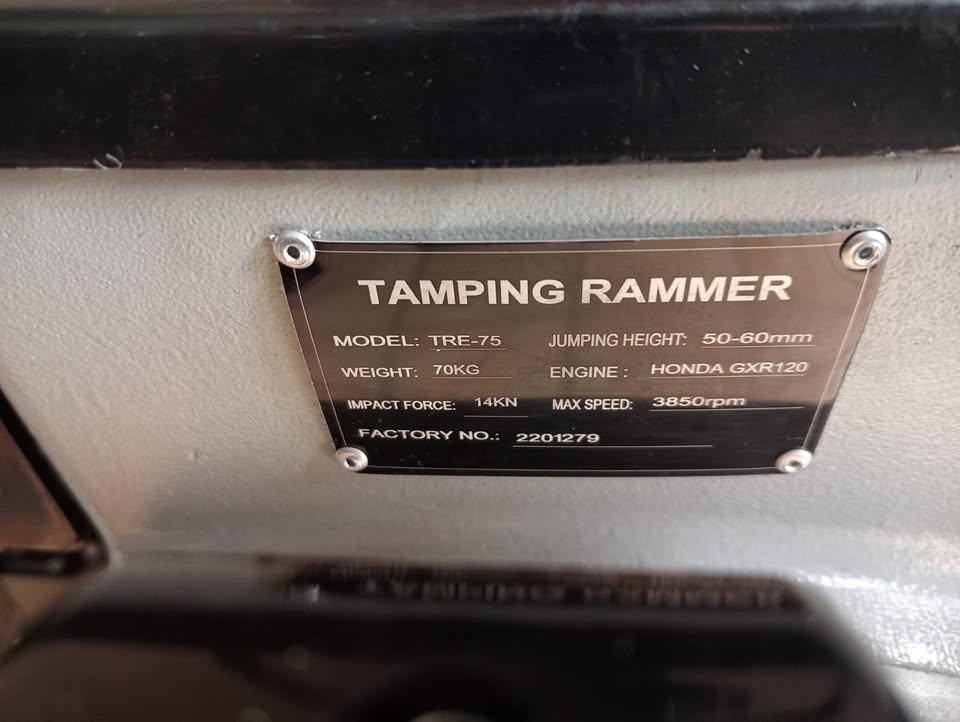 TAMPING RAMMER
MODEL: TRE-75 JUMPING HEIGHT: 50-60mm
WEIGHT: 70KG ENGINE : HONDA GXR120
IMPACT FORCE: 14KN MAX SPEED: 3850rpm
FACTORY NO.: 2201279